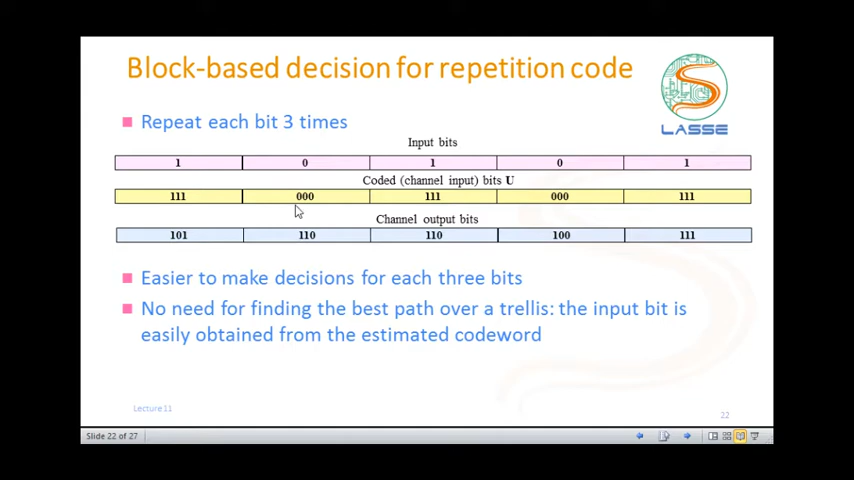 Block-based decision for repetition code
LASSE
Repeat each bit 3 times
Input bits
1 0 1 0 1
Coded (channel input) bits U
111 000 111 000 111
Channel output bits
101 110 110 100 111
Easier to make decisions for each three bits
No need for finding the best path over a trellis: the input bit is
easily obtained from the estimated codeword
Lecture 11
22
Slide 22 of 27